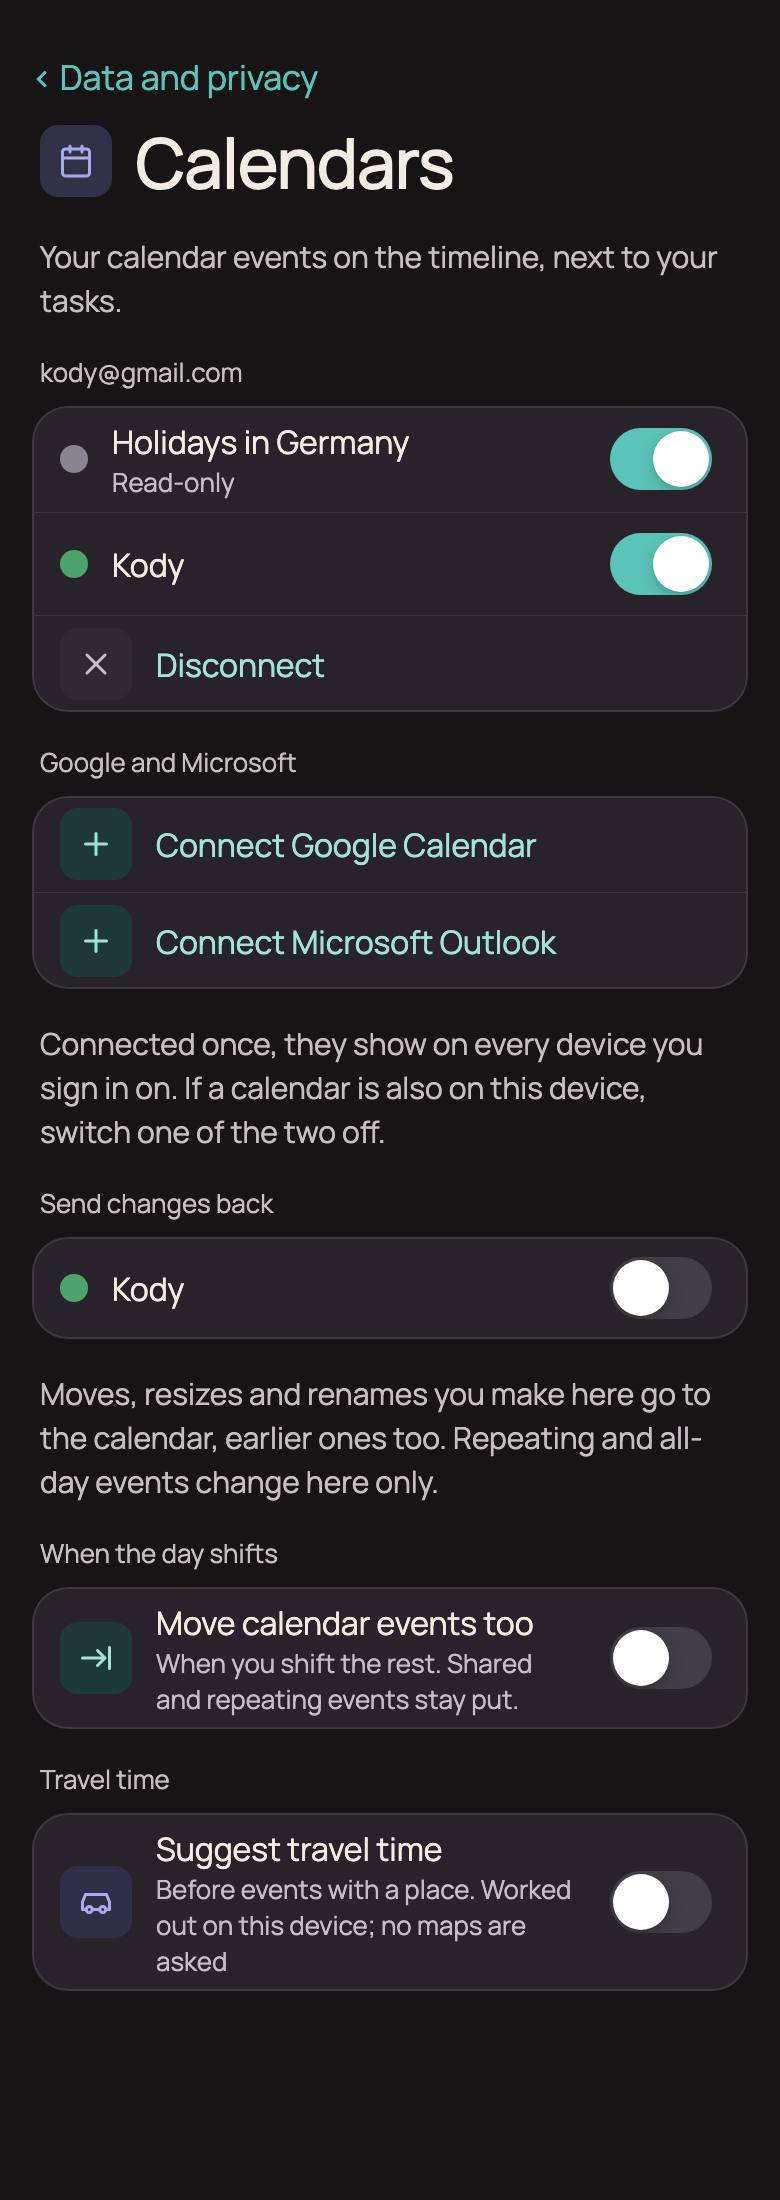 ‹ Data and privacy
Calendars
Your calendar events on the timeline, next to your
tasks.
kody@gmail.com
Holidays in Germany
Read-only
Kody
Disconnect
Google and Microsoft
Connect Google Calendar
Connect Microsoft Outlook
Connected once, they show on every device you
sign in on. If a calendar is also on this device,
switch one of the two off.
Send changes back
Kody
Moves, resizes and renames you make here go to
the calendar, earlier ones too. Repeating and all-
day events change here only.
When the day shifts
Move calendar events too
When you shift the rest. Shared
and repeating events stay put.
Travel time
Suggest travel time
Before events with a place. Worked
out on this device; no maps are
asked